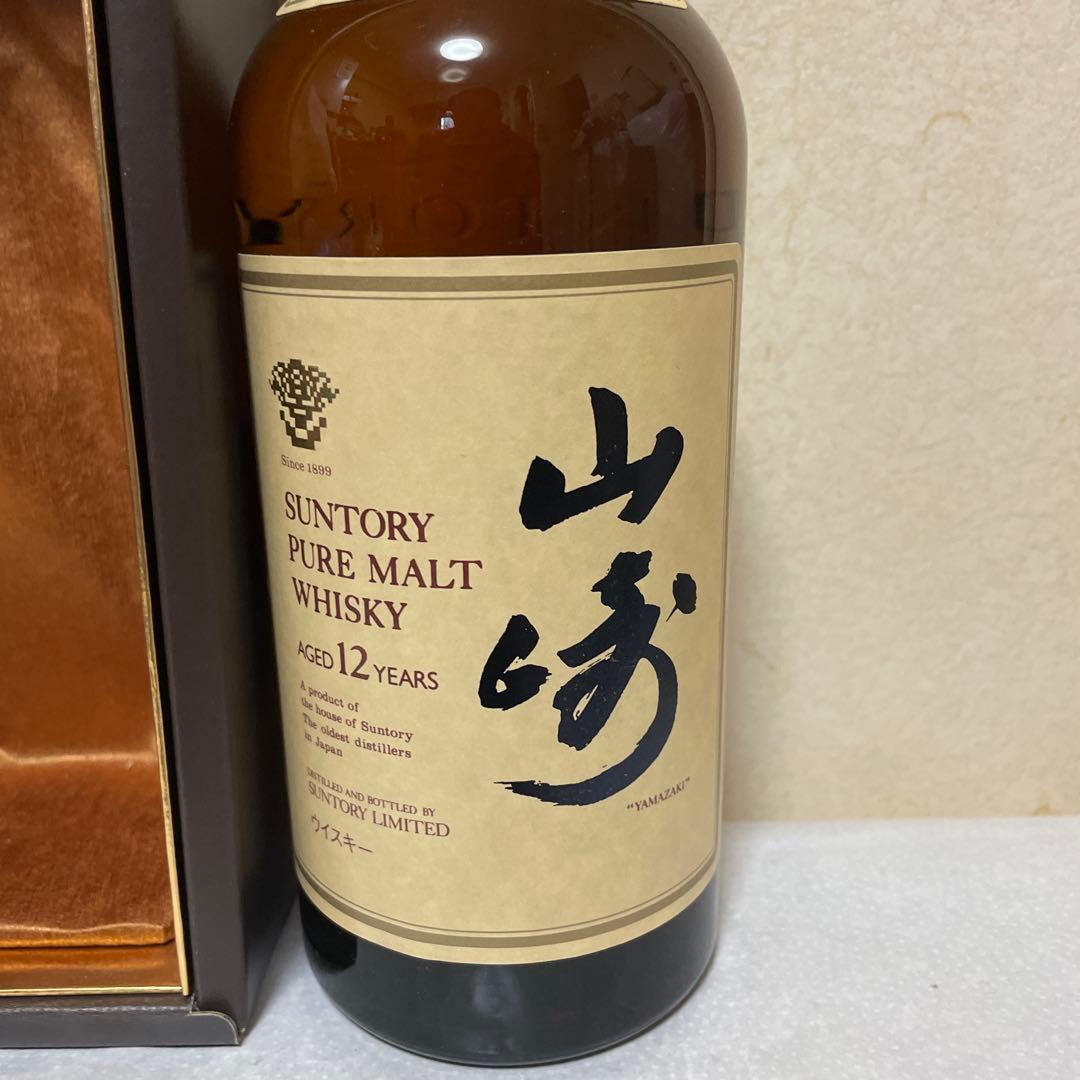 Since 1899
SUNTORY
PURE MALT
WHISKY
AGED 12 YEARS
A product of
the house of Suntory
The oldest distillers
in Japan
DISTILLED AND BOTTLED BY
SUNTORY LIMITED
ウイスキー
山崎
"YAMAZAKI"